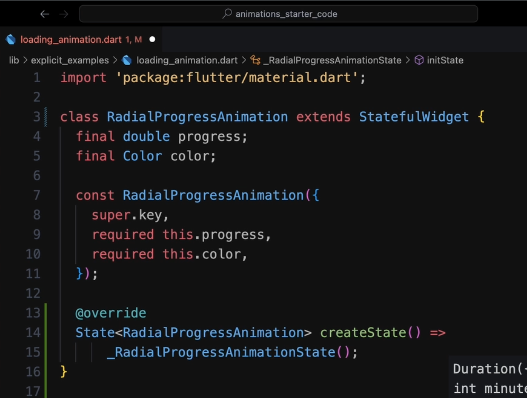 animations_starter_code
loading_animation.dart 1, M
lib > explicit_examples > loading_animation.dart > _RadialProgressAnimationState > initState
1 import 'package:flutter/material.dart';
2
3 class RadialProgressAnimation extends StatefulWidget {
4 final double progress;
5 final Color color;
6
7 const RadialProgressAnimation({
8 super.key,
9 required this.progress,
10 required this.color,
11 });
12
13 @override
14 State<RadialProgressAnimation> createState() =>
15 _RadialProgressAnimationState();
16 }
17
Duration(
int minute